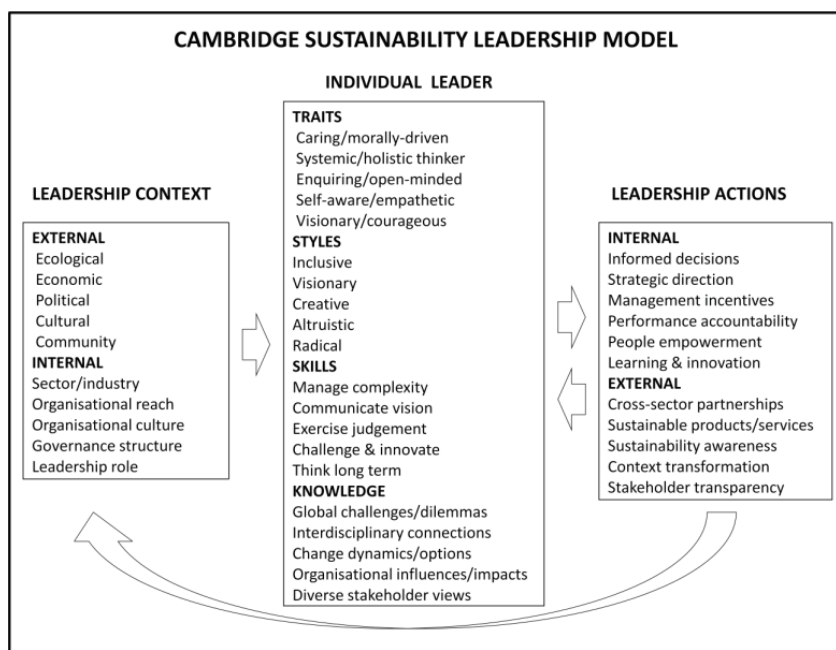 CAMBRIDGE SUSTAINABILITY LEADERSHIP MODEL
LEADERSHIP CONTEXT
EXTERNAL
Ecological
Economic
Political
Cultural
Community
INTERNAL
Sector/industry
Organisational reach
Organisational culture
Governance structure
Leadership role
INDIVIDUAL LEADER
TRAITS
Caring/morally-driven
Systemic/holistic thinker
Enquiring/open-minded
Self-aware/empathetic
Visionary/courageous
STYLES
Inclusive
Visionary
Creative
Altruistic
Radical
SKILLS
Manage complexity
Communicate vision
Exercise judgement
Challenge & innovate
Think long term
KNOWLEDGE
Global challenges/dilemmas
Interdisciplinary connections
Change dynamics/options
Organisational influences/impacts
Diverse stakeholder views
LEADERSHIP ACTIONS
INTERNAL
Informed decisions
Strategic direction
Management incentives
Performance accountability
People empowerment
Learning & innovation
EXTERNAL
Cross-sector partnerships
Sustainable products/services
Sustainability awareness
Context transformation
Stakeholder transparency